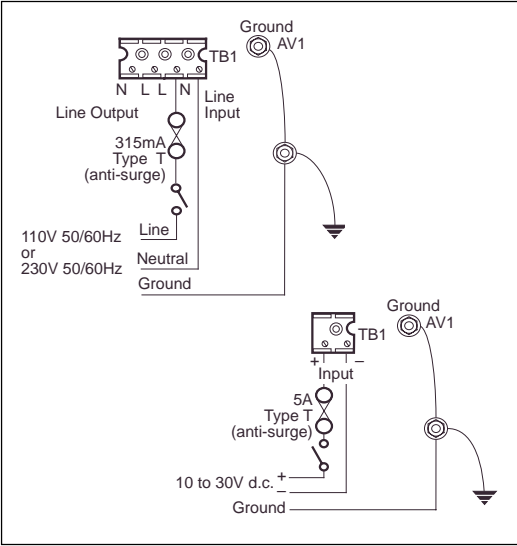 Ground
AV1
TB1
N L L N
Line
Input
Line Output
315mA
Type T
(anti-surge)
Line
110V 50/60Hz
or
230V 50/60Hz
Neutral
Ground
Ground
AV1
TB1
+ –
Input
5A
Type T
(anti-surge)
10 to 30V d.c. +
–
Ground